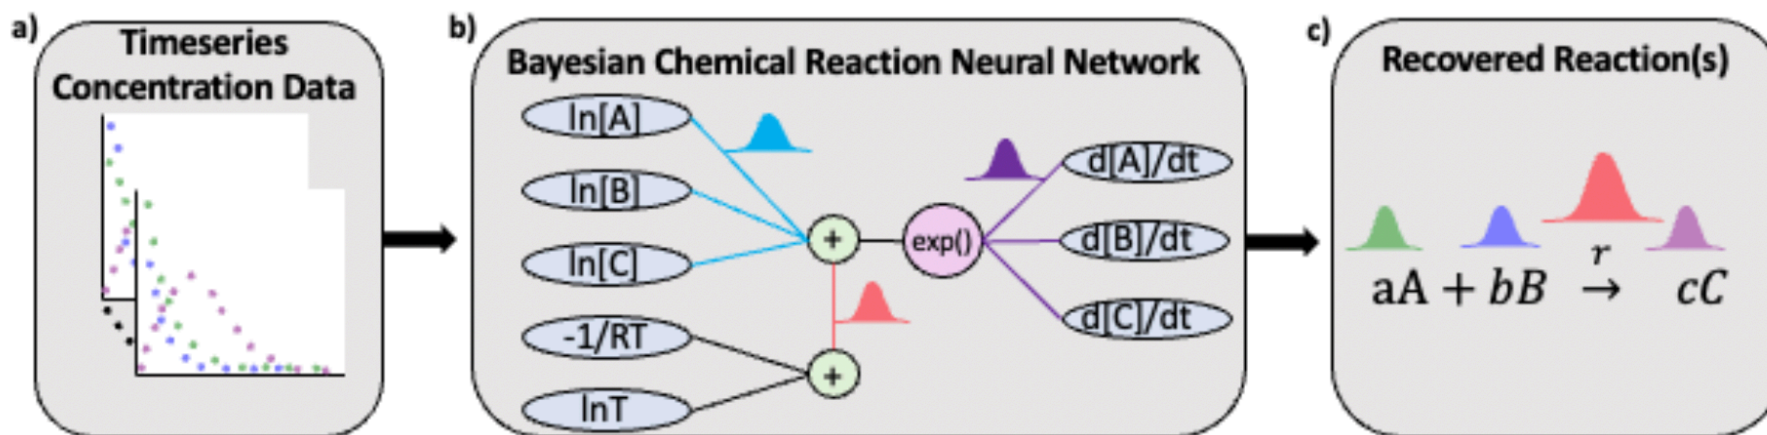 a)
Timeseries
Concentration Data
b)
Bayesian Chemical Reaction Neural Network
ln[A]
ln[B]
ln[C]
-1/RT
lnT
+
+
exp()
d[A]/dt
d[B]/dt
d[C]/dt
c)
Recovered Reaction(s)
r
aA + bB → cC